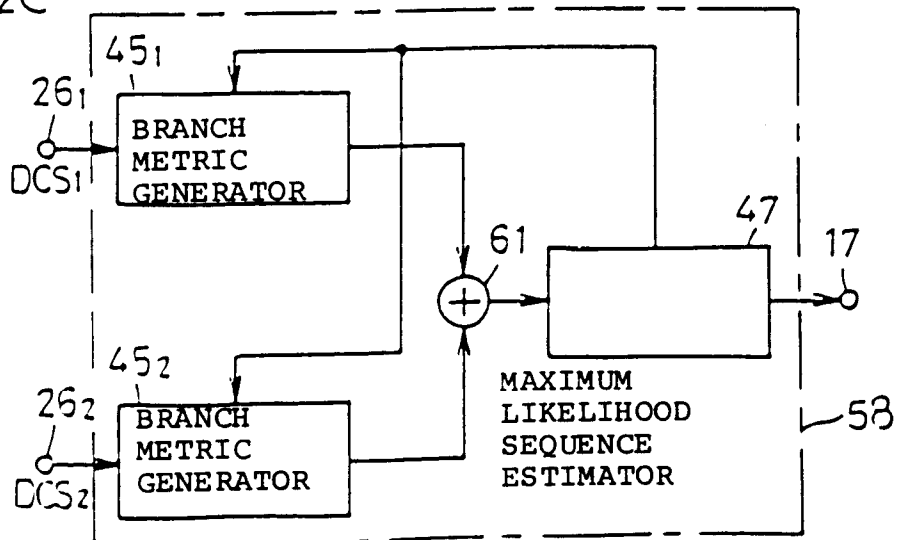 2C
45₁
26₁
DCS₁
BRANCH
METRIC
GENERATOR
61
47
17
45₂
26₂
DCS₂
BRANCH
METRIC
GENERATOR
MAXIMUM
LIKELIHOOD
SEQUENCE
ESTIMATOR
58